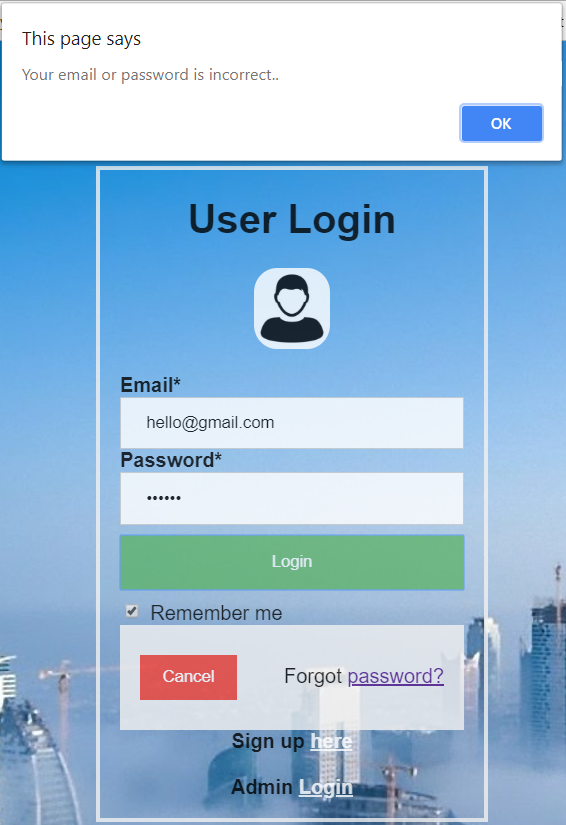 This page says
Your email or password is incorrect..
OK
User Login
Email*
hello@gmail.com
Password*
••••••
Login
Remember me
Cancel
Forgot password?
Sign up here
Admin Login